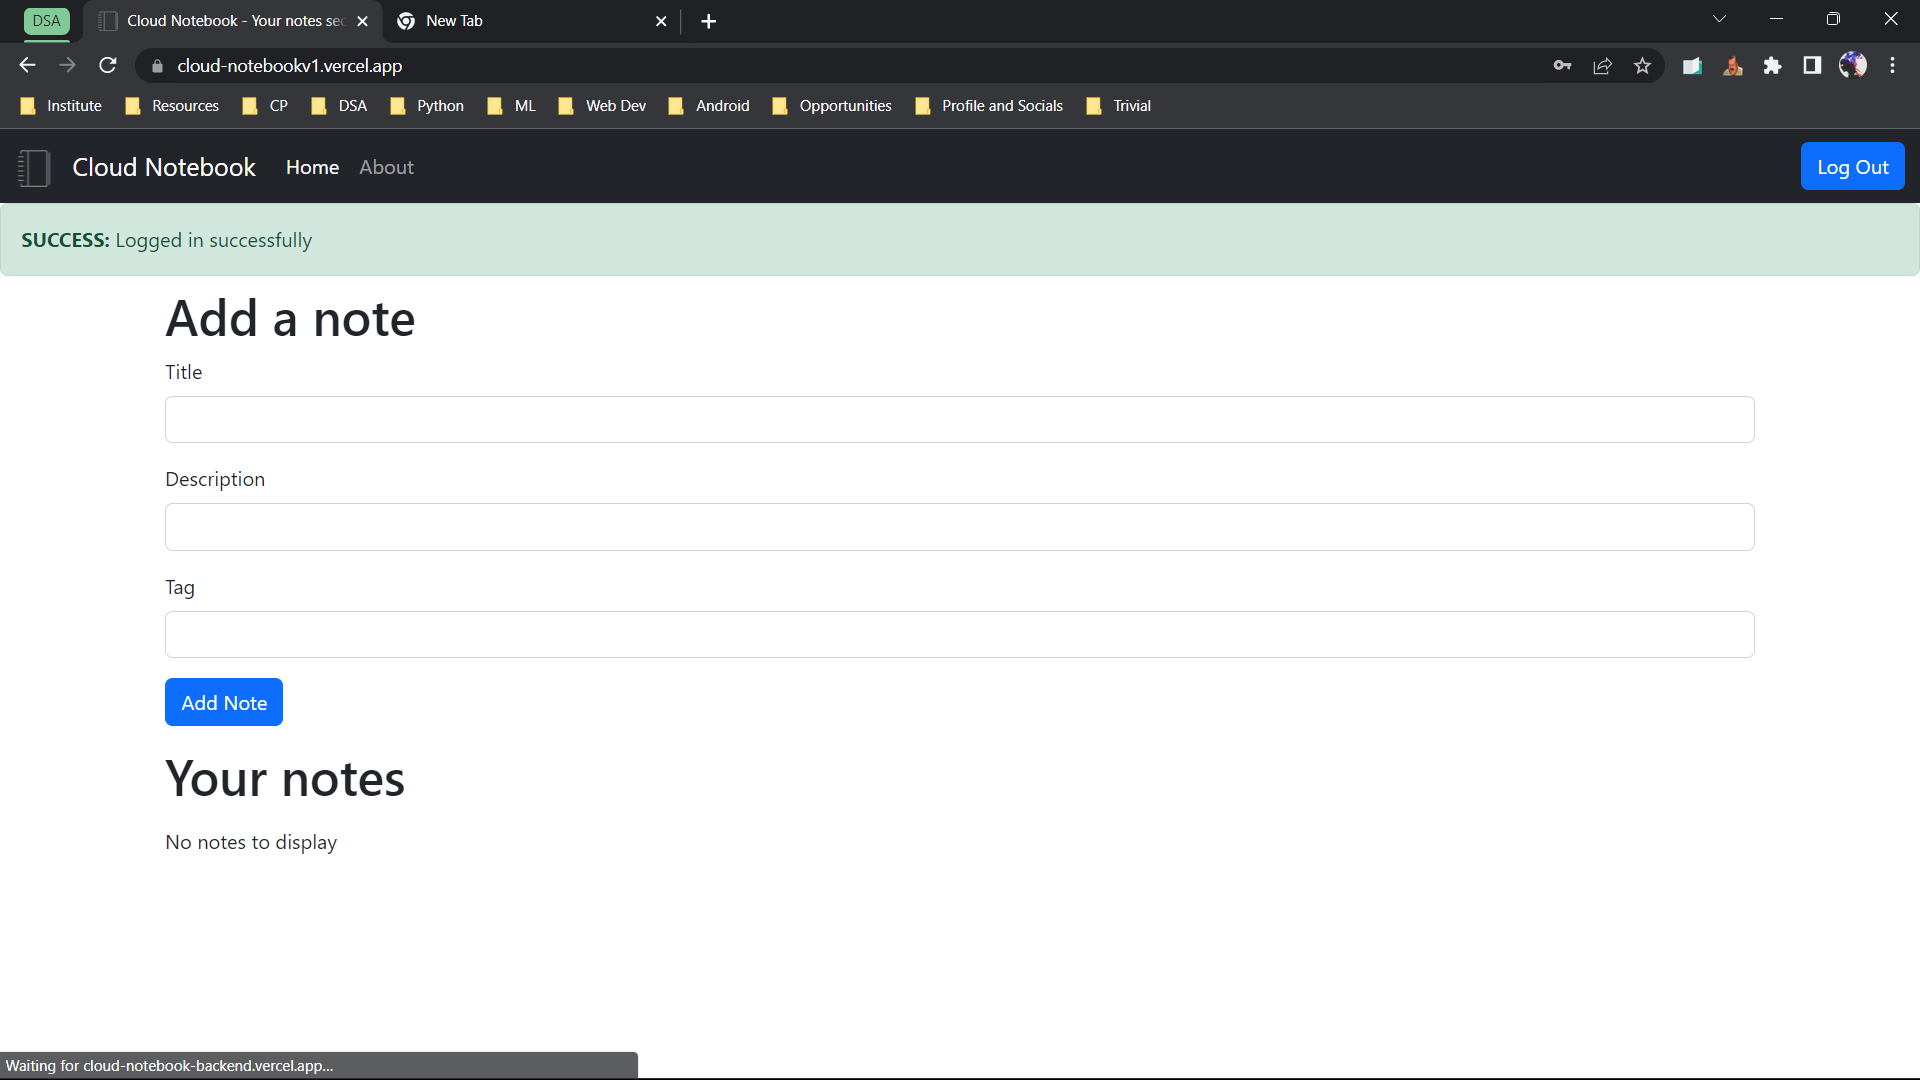 DSA
Cloud Notebook - Your notes sec
New Tab
cloud-notebookv1.vercel.app
Institute Resources CP DSA Python ML Web Dev Android Opportunities Profile and Socials Trivial
Cloud Notebook Home About Log Out
SUCCESS: Logged in successfully
Add a note
Title
Description
Tag
Add Note
Your notes
No notes to display
Waiting for cloud-notebook-backend.vercel.app...